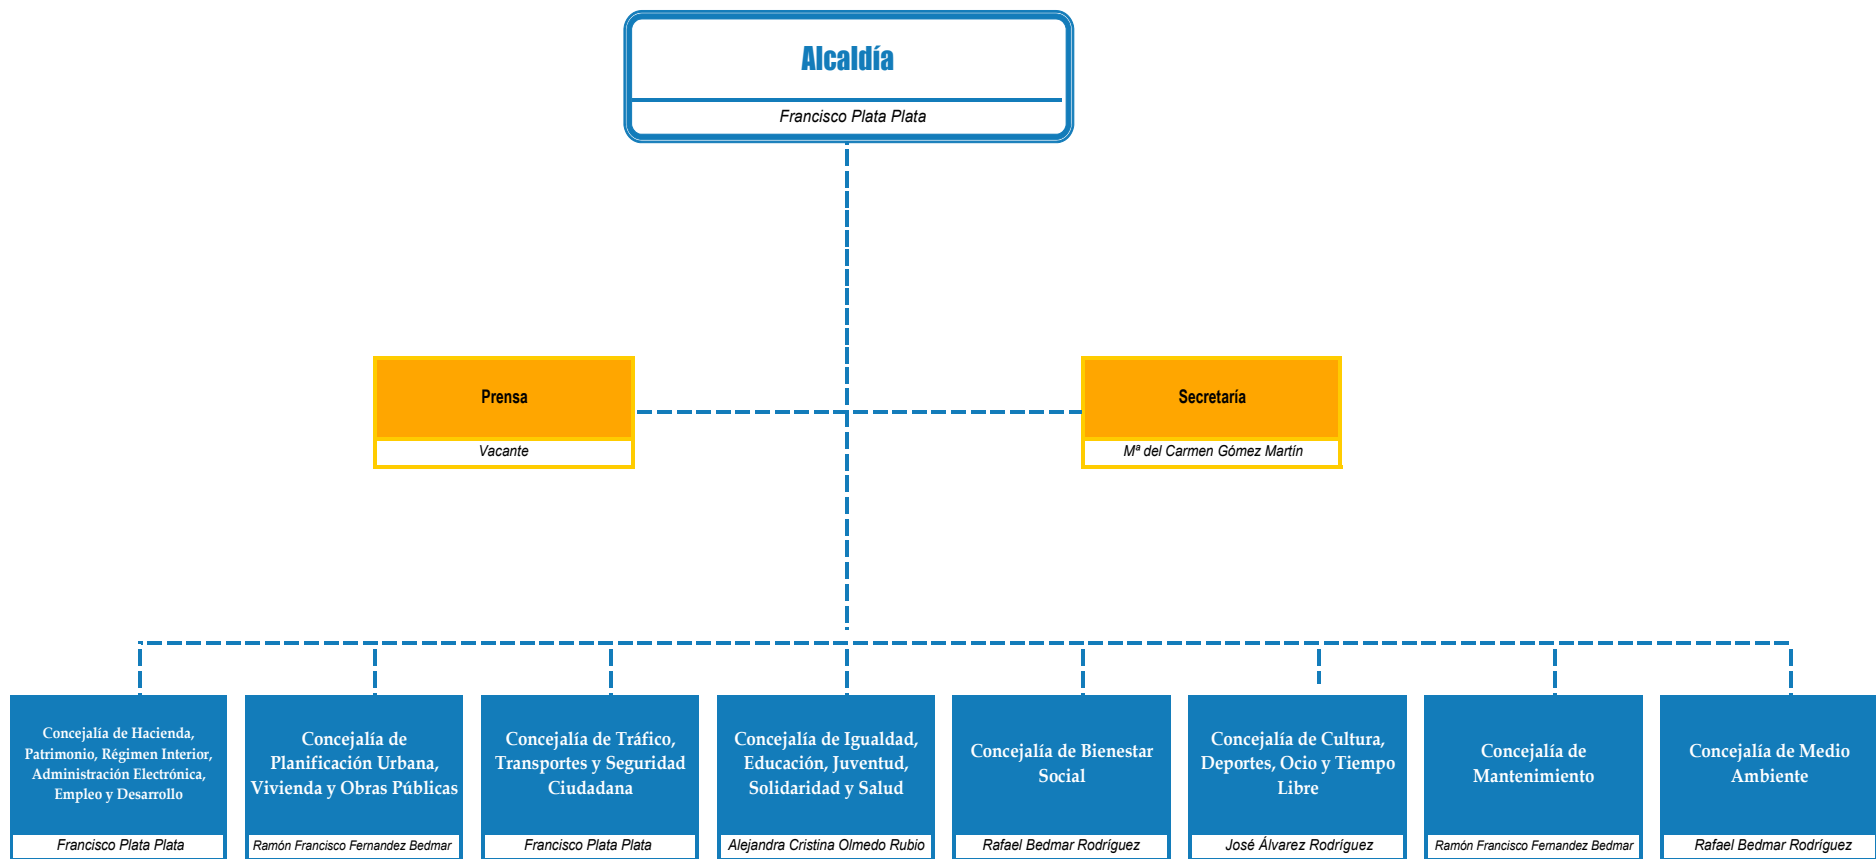 Alcaldía
Francisco Plata Plata
Prensa
Vacante
Secretaría
Mª del Carmen Gómez Martín
Concejalía de Hacienda,
Patrimonio, Régimen Interior,
Administración Electrónica,
Empleo y Desarrollo
Francisco Plata Plata
Concejalía de
Planificación Urbana,
Vivienda y Obras Públicas
Ramón Francisco Fernandez Bedmar
Concejalía de Tráfico,
Transportes y Seguridad
Ciudadana
Francisco Plata Plata
Concejalía de Igualdad,
Educación, Juventud,
Solidaridad y Salud
Alejandra Cristina Olmedo Rubio
Concejalía de Bienestar
Social
Rafael Bedmar Rodríguez
Concejalía de Cultura,
Deportes, Ocio y Tiempo
Libre
José Álvarez Rodríguez
Concejalía de
Mantenimiento
Ramón Francisco Fernandez Bedmar
Concejalía de Medio
Ambiente
Rafael Bedmar Rodríguez